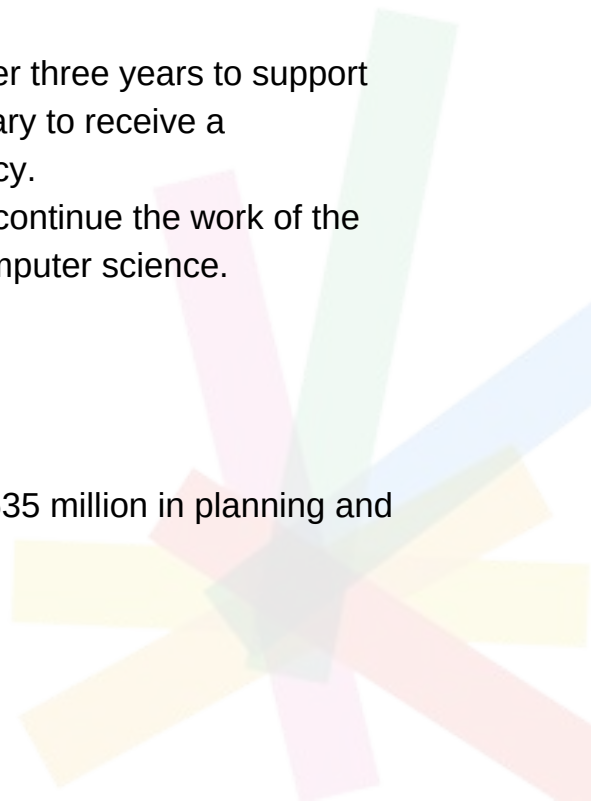 er three years to support
ary to receive a
cy.
continue the work of the
mputer science.
35 million in planning and